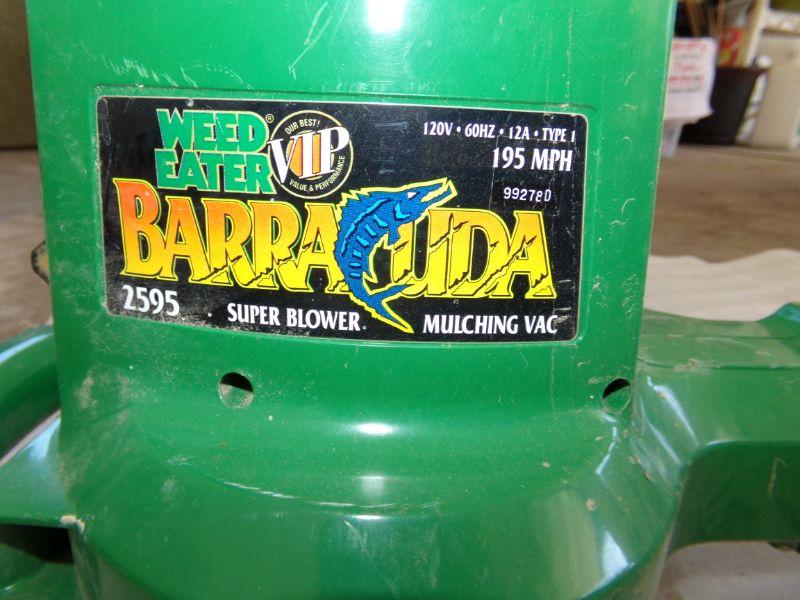 WEED
EATER®
OUR BEST!
VIP
VALUE & PERFORMANCE
120V • 60HZ • 12A • TYPE 1
195 MPH
99278D
BARRACUDA
2595 SUPER BLOWER MULCHING VAC